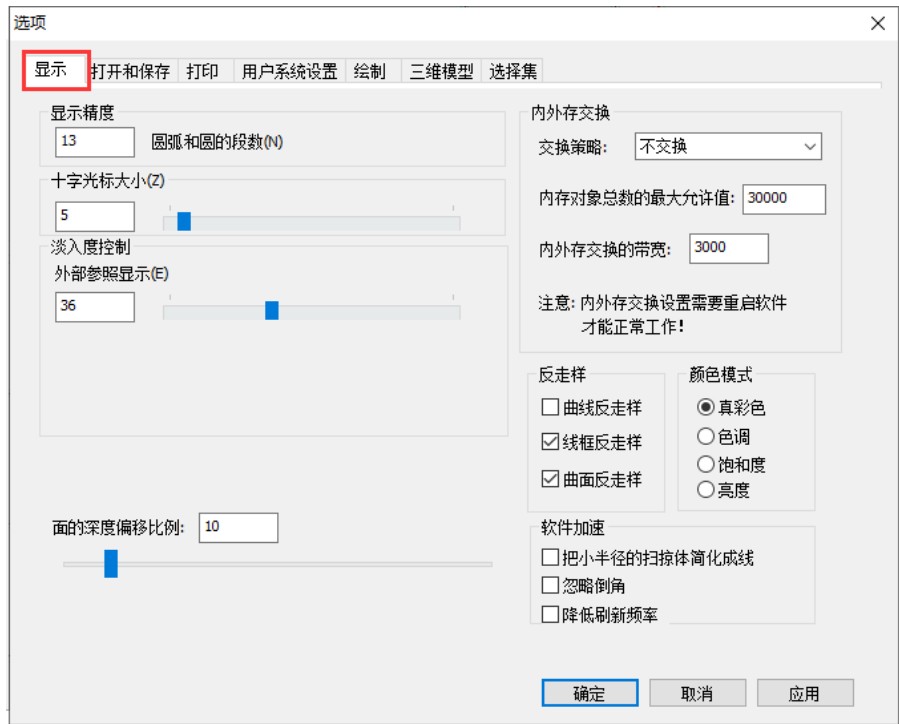 选项
显示
打开和保存
打印
用户系统设置
绘制
三维模型
选择集
显示精度
13
圆弧和圆的段数(N)
十字光标大小(Z)
5
淡入度控制
外部参照显示(E)
36
面的深度偏移比例:
10
内外存交换
交换策略:
不交换
内存对象总数的最大允许值:
30000
内外存交换的带宽:
3000
注意: 内外存交换设置需要重启软件
才能正常工作!
反走样
曲线反走样
线框反走样
曲面反走样
颜色模式
真彩色
色调
饱和度
亮度
软件加速
把小半径的扫掠体简化成线
忽略倒角
降低刷新频率
确定
取消
应用